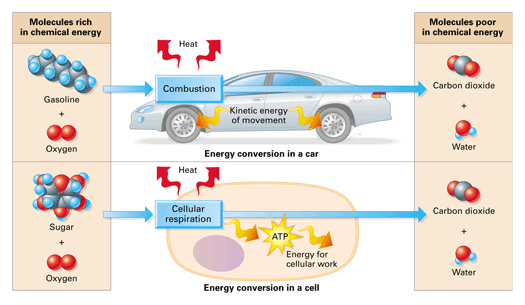 Molecules rich
in chemical energy
Molecules poor
in chemical energy
Heat
Combustion
Gasoline
+
Oxygen
Kinetic energy
of movement
Carbon dioxide
+
Water
Energy conversion in a car
Heat
Cellular
respiration
Sugar
+
Oxygen
ATP
Energy for
cellular work
Carbon dioxide
+
Water
Energy conversion in a cell